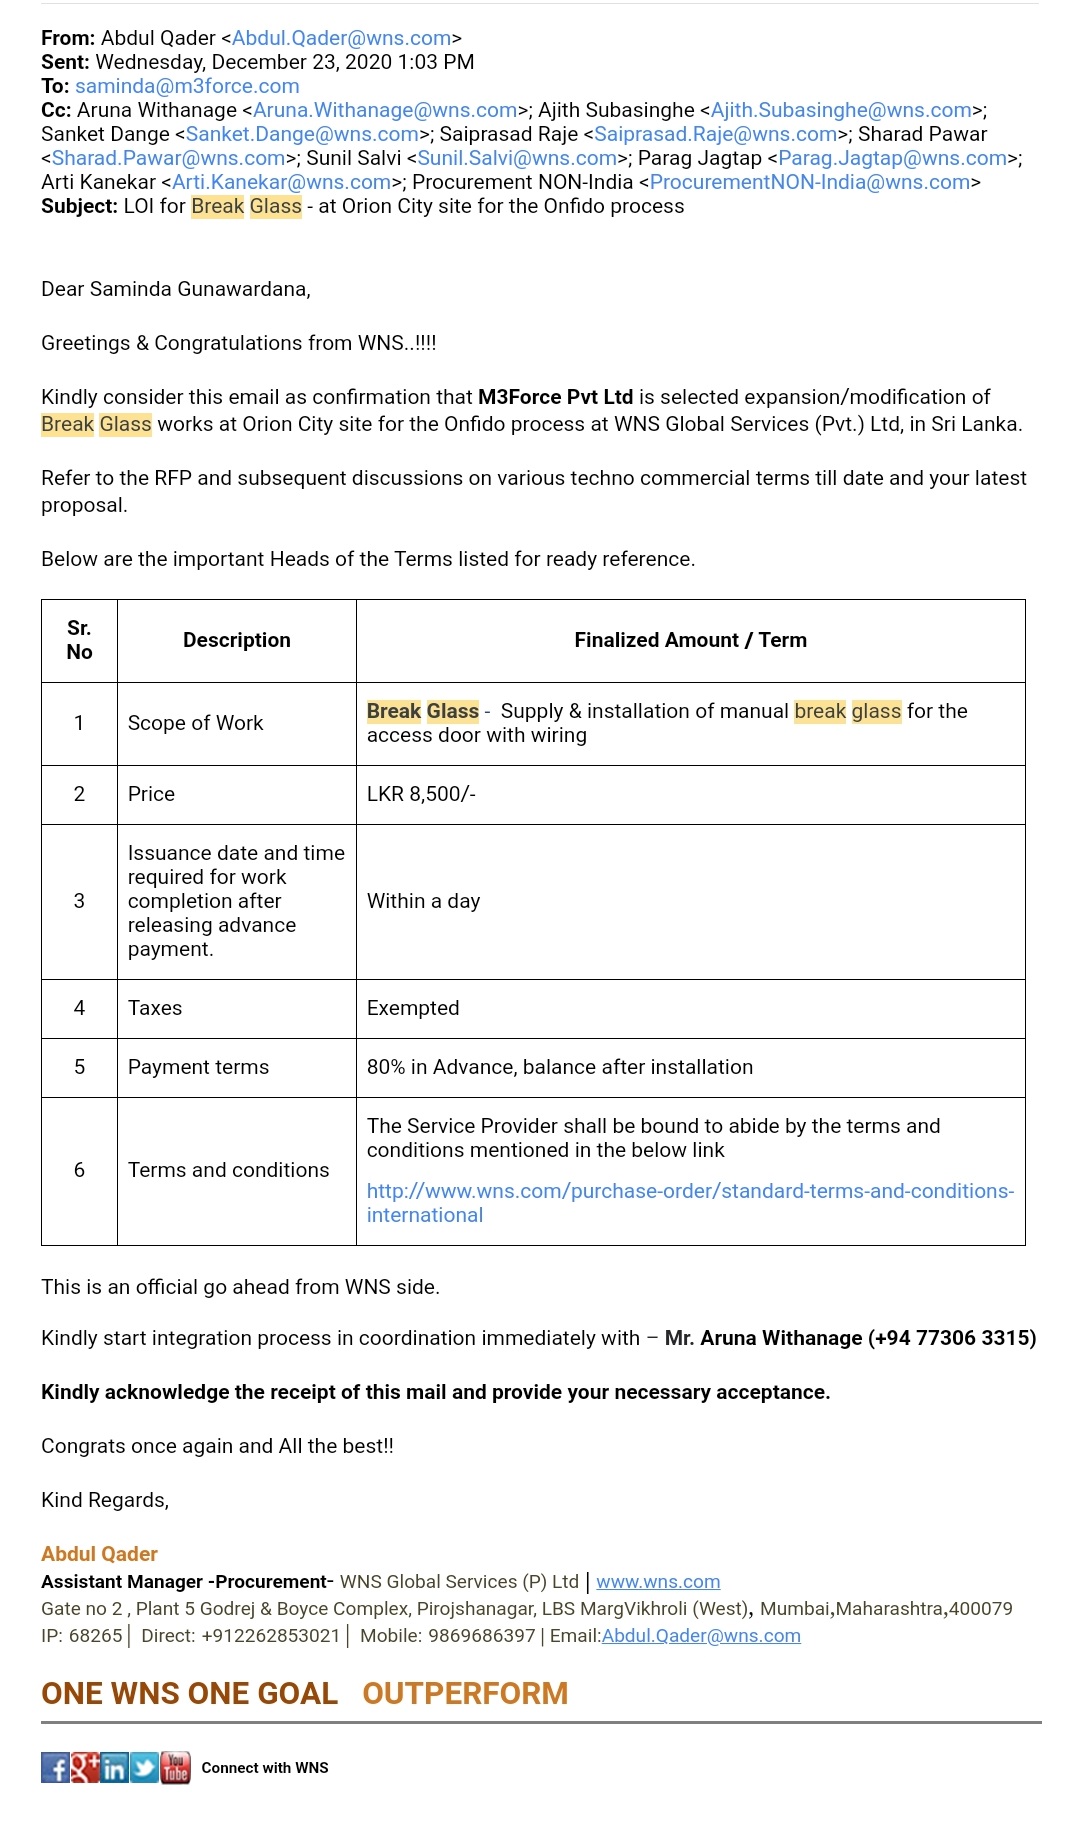 From: Abdul Qader <Abdul.Qader@wns.com>
Sent: Wednesday, December 23, 2020 1:03 PM
To: saminda@m3force.com
Cc: Aruna Withanage <Aruna.Withanage@wns.com>; Ajith Subasinghe <Ajith.Subasinghe@wns.com>;
Sanket Dange <Sanket.Dange@wns.com>; Saiprasad Raje <Saiprasad.Raje@wns.com>; Sharad Pawar
<Sharad.Pawar@wns.com>; Sunil Salvi <Sunil.Salvi@wns.com>; Parag Jagtap <Parag.Jagtap@wns.com>;
Arti Kanekar <Arti.Kanekar@wns.com>; Procurement NON-India <ProcurementNON-India@wns.com>
Subject: LOI for Break Glass - at Orion City site for the Onfido process
Dear Saminda Gunawardana,
Greetings & Congratulations from WNS..!!!!
Kindly consider this email as confirmation that M3Force Pvt Ltd is selected expansion/modification of
Break Glass works at Orion City site for the Onfido process at WNS Global Services (Pvt.) Ltd, in Sri Lanka.
Refer to the RFP and subsequent discussions on various techno commercial terms till date and your latest
proposal.
Below are the important Heads of the Terms listed for ready reference.
Sr.
No
Description
Finalized Amount / Term
1
Scope of Work
Break Glass - Supply & installation of manual break glass for the
access door with wiring
2
Price
LKR 8,500/-
3
Issuance date and time
required for work
completion after
releasing advance
payment.
Within a day
4
Taxes
Exempted
5
Payment terms
80% in Advance, balance after installation
6
Terms and conditions
The Service Provider shall be bound to abide by the terms and
conditions mentioned in the below link
http://www.wns.com/purchase-order/standard-terms-and-conditions-
international
This is an official go ahead from WNS side.
Kindly start integration process in coordination immediately with – Mr. Aruna Withanage (+94 77306 3315)
Kindly acknowledge the receipt of this mail and provide your necessary acceptance.
Congrats once again and All the best!!
Kind Regards,
Abdul Qader
Assistant Manager -Procurement- WNS Global Services (P) Ltd | www.wns.com
Gate no 2 , Plant 5 Godrej & Boyce Complex, Pirojshanagar, LBS MargVikhroli (West), Mumbai,Maharashtra,400079
IP: 68265 | Direct: +912262853021 | Mobile: 9869686397 | Email:Abdul.Qader@wns.com
ONE WNS ONE GOAL OUTPERFORM
f g+ in You Tube Connect with WNS